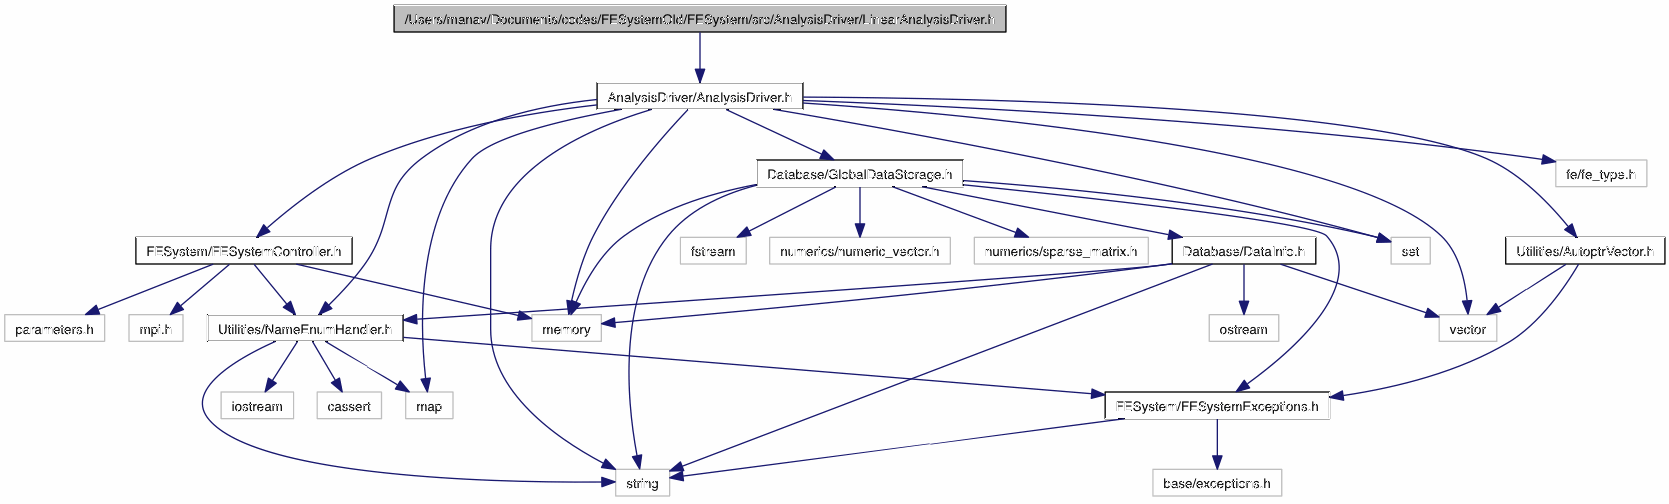 /Users/manav/Documents/codes/FESystemOld/FESystem/src/AnalysisDriver/LinearAnalysisDriver.h
AnalysisDriver/AnalysisDriver.h
Database/GlobalDataStorage.h
fe/fe_type.h
FESystem/FESystemController.h
fstream
numerics/numeric_vector.h
numerics/sparse_matrix.h
Database/DataInfo.h
set
Utilities/AutoptrVector.h
parameters.h
mpi.h
Utilities/NameEnumHandler.h
memory
ostream
vector
iostream
cassert
map
FESystem/FESystemExceptions.h
string
base/exceptions.h